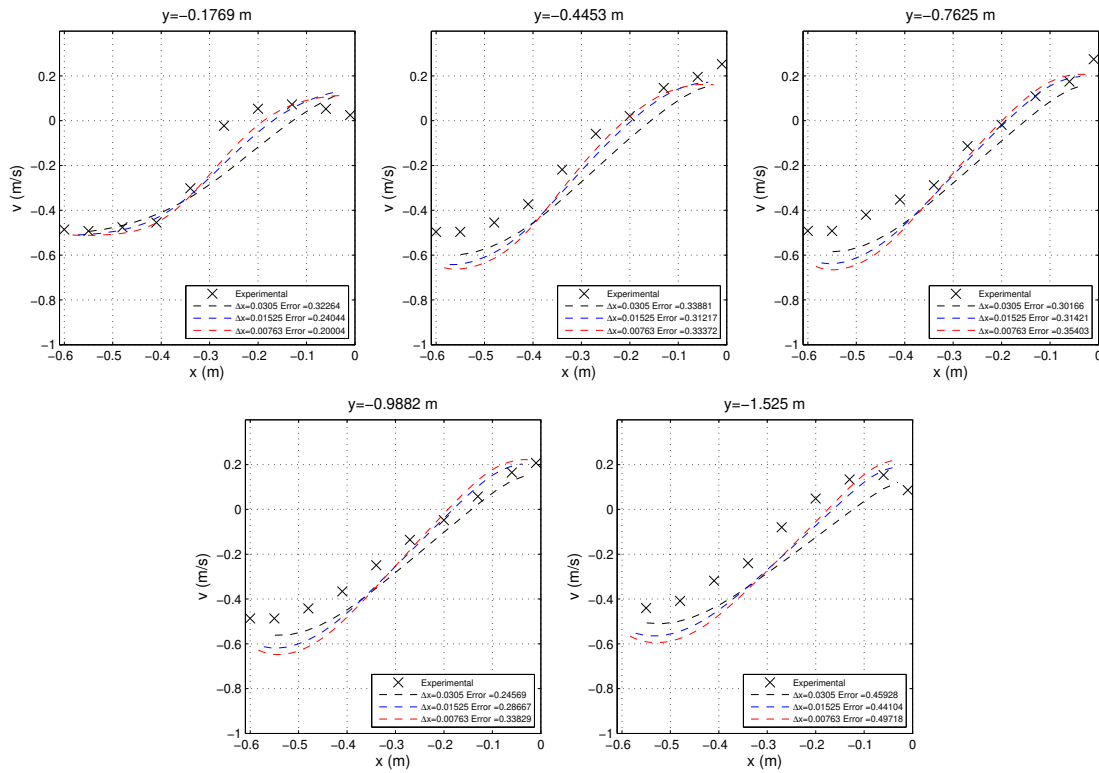 y=−0.1769 m
0.2
0
−0.2
−0.4
−0.6
−0.8
−1
v (m/s)
−0.6 −0.5 −0.4 −0.3 −0.2 −0.1 0
x (m)
Experimental
Δx=0.0305 Error =0.32264
Δx=0.01525 Error =0.24044
Δx=0.00763 Error =0.20004
y=−0.4453 m
0.2
0
−0.2
−0.4
−0.6
−0.8
−1
v (m/s)
−0.6 −0.5 −0.4 −0.3 −0.2 −0.1 0
x (m)
Experimental
Δx=0.0305 Error =0.33881
Δx=0.01525 Error =0.31217
Δx=0.00763 Error =0.33372
y=−0.7625 m
0.2
0
−0.2
−0.4
−0.6
−0.8
−1
v (m/s)
−0.6 −0.5 −0.4 −0.3 −0.2 −0.1 0
x (m)
Experimental
Δx=0.0305 Error =0.30166
Δx=0.01525 Error =0.31421
Δx=0.00763 Error =0.35403
y=−0.9882 m
0.2
0
−0.2
−0.4
−0.6
−0.8
−1
v (m/s)
−0.6 −0.5 −0.4 −0.3 −0.2 −0.1 0
x (m)
Experimental
Δx=0.0305 Error =0.24569
Δx=0.01525 Error =0.28667
Δx=0.00763 Error =0.33829
y=−1.525 m
0.2
0
−0.2
−0.4
−0.6
−0.8
−1
v (m/s)
−0.6 −0.5 −0.4 −0.3 −0.2 −0.1 0
x (m)
Experimental
Δx=0.0305 Error =0.45928
Δx=0.01525 Error =0.44104
Δx=0.00763 Error =0.49718